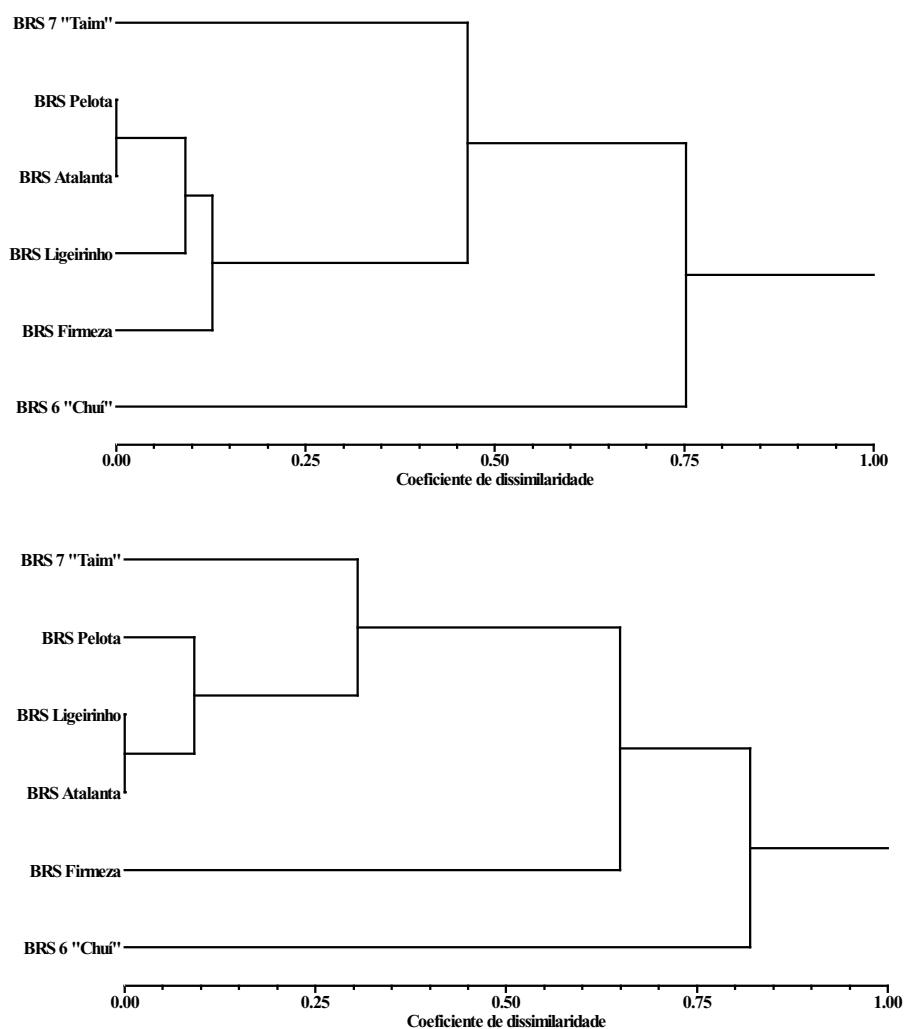 BRS 7 "Taim"
BRS Pelota
BRS Atalanta
BRS Ligeirinho
BRS Firmeza
BRS 6 "Chuí"
0.00 0.25 0.50 0.75 1.00
Coeficiente de dissimilaridade
BRS 7 "Taim"
BRS Pelota
BRS Ligeirinho
BRS Atalanta
BRS Firmeza
BRS 6 "Chuí"
0.00 0.25 0.50 0.75 1.00
Coeficiente de dissimilaridade